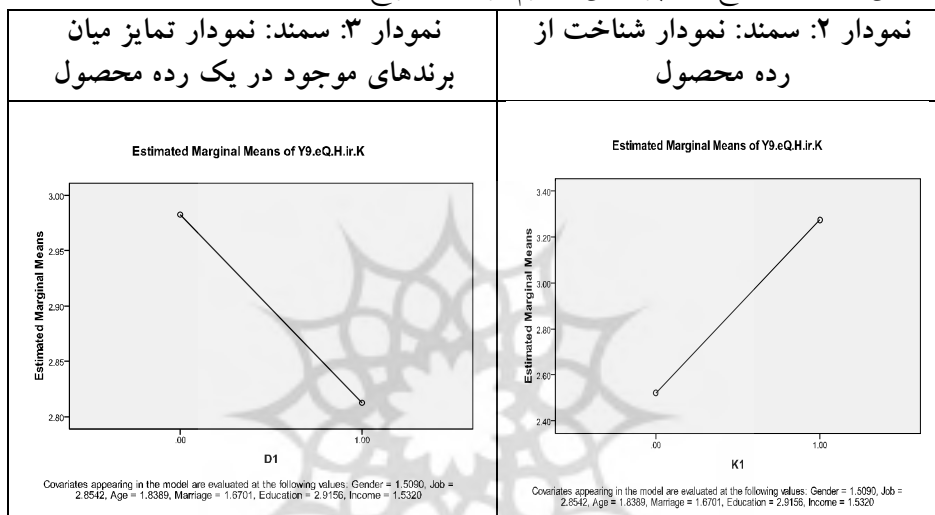 نمودار ۲: سمند: نمودار شناخت از
رده محصول
نمودار ۳: سمند: نمودار تمایز میان
برندهای موجود در یک رده محصول
Estimated Marginal Means of Y9.eQ.H.ir.K
3.40
3.20
3.00
2.80
2.60
2.40
Estimated Marginal Means
.00
1.00
K1
Covariates appearing in the model are evaluated at the following values: Gender = 1.5090, Job =
2.8542, Age = 1.8389, Marriage = 1.6701, Education = 2.9156, Income = 1.5320
Estimated Marginal Means of Y9.eQ.H.ir.K
3.00
2.95
2.90
2.85
2.80
Estimated Marginal Means
.00
1.00
D1
Covariates appearing in the model are evaluated at the following values: Gender = 1.5090, Job =
2.8542, Age = 1.8389, Marriage = 1.6701, Education = 2.9156, Income = 1.5320